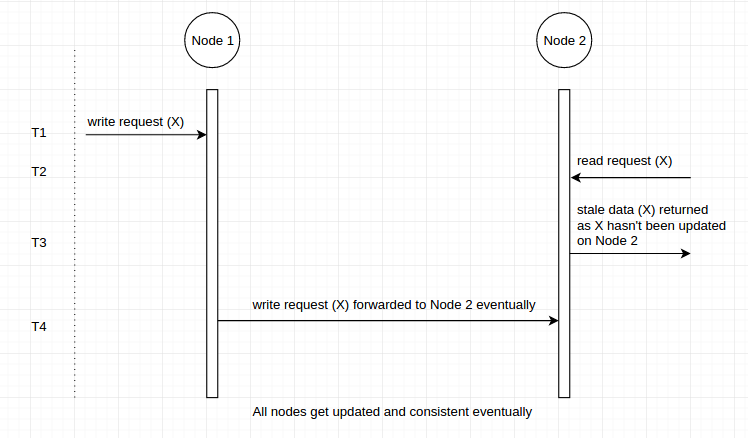 Node 1
Node 2
write request (X)
T1
read request (X)
T2
stale data (X) returned
as X hasn't been updated
on Node 2
T3
write request (X) forwarded to Node 2 eventually
T4
All nodes get updated and consistent eventually